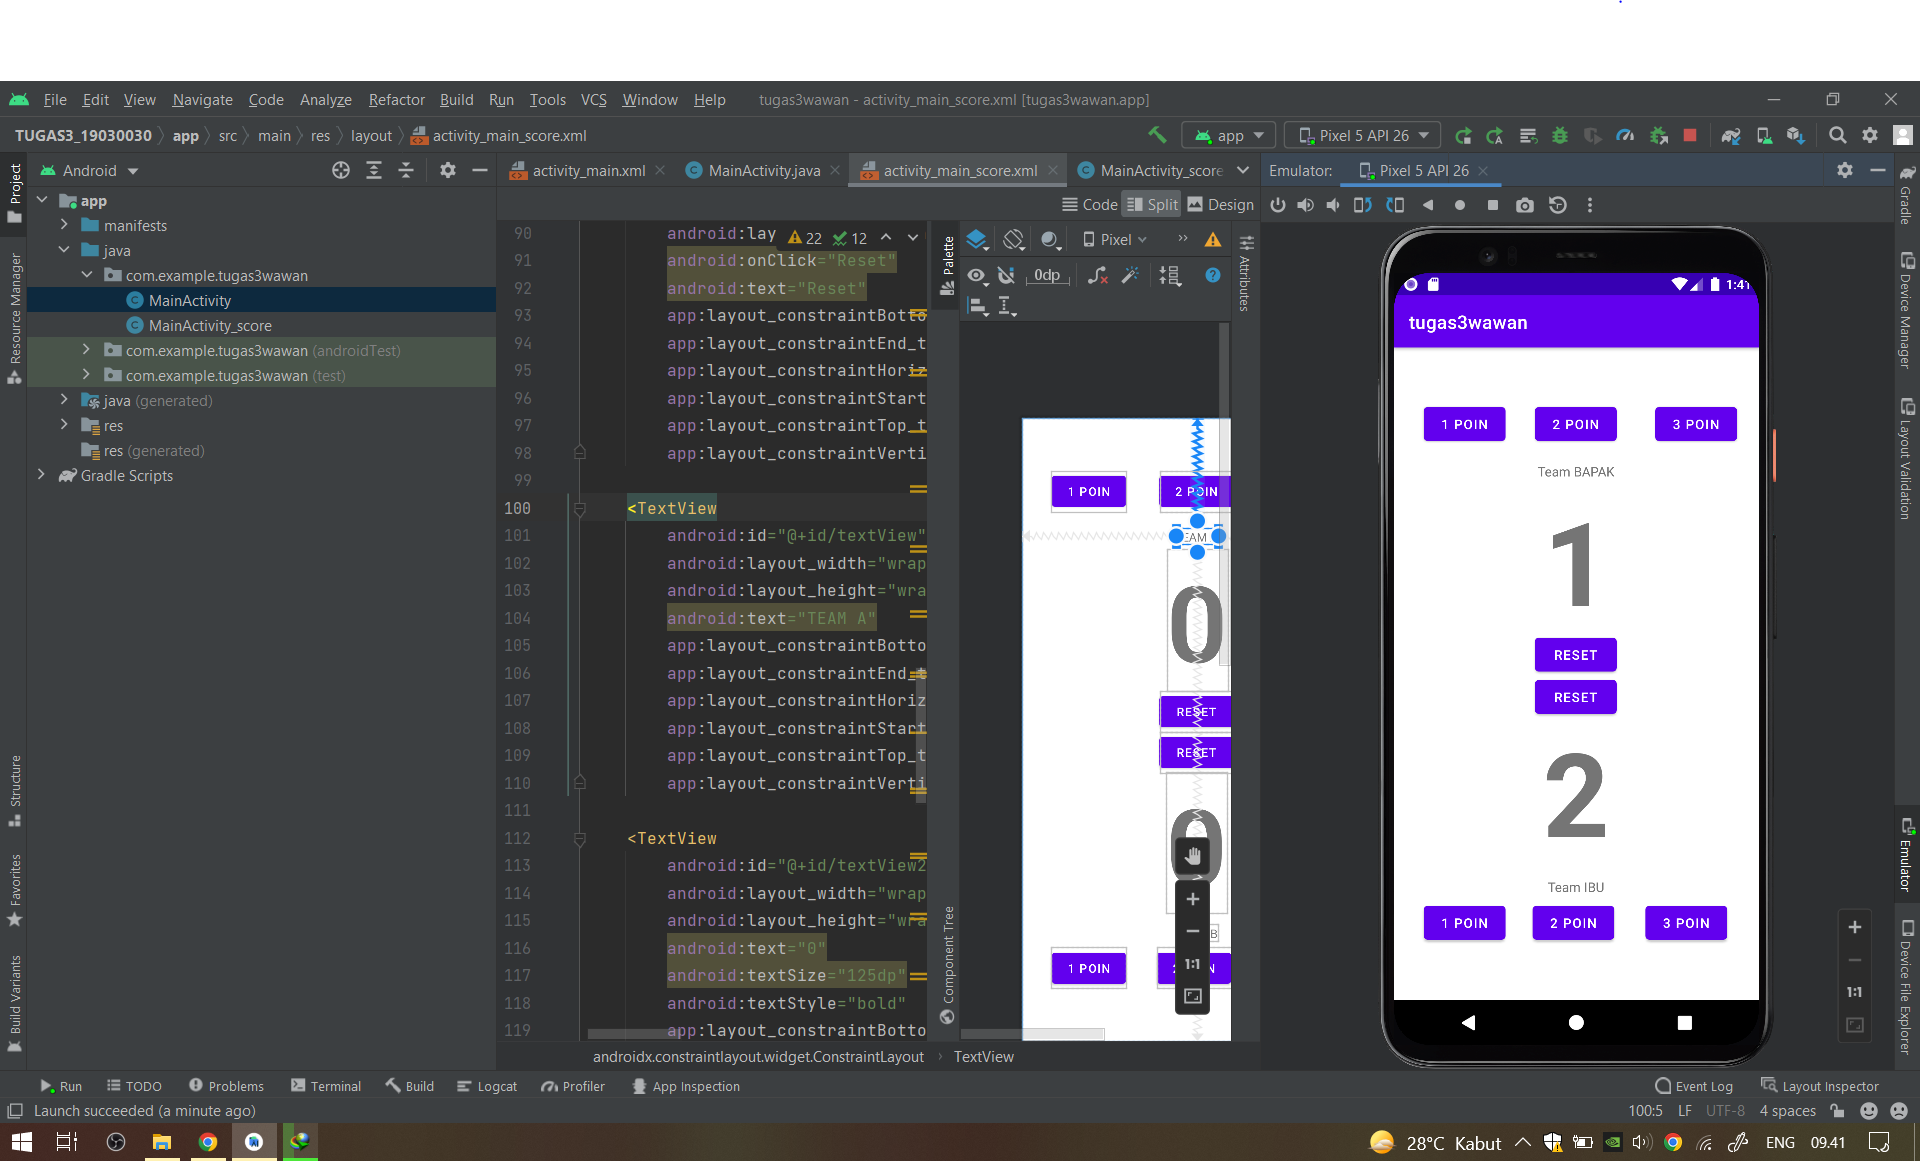 File Edit View Navigate Code Analyze Refactor Build Run Tools VCS Window Help tugas3wawan - activity_main_score.xml [tugas3wawan.app]
TUGAS3_19030030 app src main res layout activity_main_score.xml app Pixel 5 API 26
Android activity_main.xml MainActivity.java activity_main_score.xml MainActivity_score Emulator: Pixel 5 API 26
Code Split Design
Project
Resource Manager
Structure
Favorites
Build Variants
app
manifests
java
com.example.tugas3wawan
MainActivity
MainActivity_score
com.example.tugas3wawan (androidTest)
com.example.tugas3wawan (test)
java (generated)
res
res (generated)
Gradle Scripts
22 12
90 android:lay
91 android:onClick="Reset"
92 android:text="Reset"
93 app:layout_constraintBotto
94 app:layout_constraintEnd_t
95 app:layout_constraintHoriz
96 app:layout_constraintStart
97 app:layout_constraintTop_t
98 app:layout_constraintVerti
99
100 <TextView
101 android:id="@+id/textView"
102 android:layout_width="wrap
103 android:layout_height="wra
104 android:text="TEAM A"
105 app:layout_constraintBotto
106 app:layout_constraintEnd_t
107 app:layout_constraintHoriz
108 app:layout_constraintStart
109 app:layout_constraintTop_t
110 app:layout_constraintVerti
111
112 <TextView
113 android:id="@+id/textView2
114 android:layout_width="wrap
115 android:layout_height="wra
116 android:text="0"
117 android:textSize="125dp"
118 android:textStyle="bold"
119 app:layout_constraintBotto
androidx.constraintlayout.widget.ConstraintLayout TextView
Palette
Component Tree
Pixel
0dp
Attributes
1 POIN 2 POIN
EAM
0
RESET
RESET
0
B
1 POIN
1:1
1:41
tugas3wawan
1 POIN 2 POIN 3 POIN
Team BAPAK
1
RESET
RESET
2
Team IBU
1 POIN 2 POIN 3 POIN
1:1
Gradle
Device Manager
Layout Validation
Emulator
Device File Explorer
Run TODO Problems Terminal Build Logcat Profiler App Inspection Event Log Layout Inspector
Launch succeeded (a minute ago) 100:5 LF UTF-8 4 spaces
28°C Kabut ENG 09.41